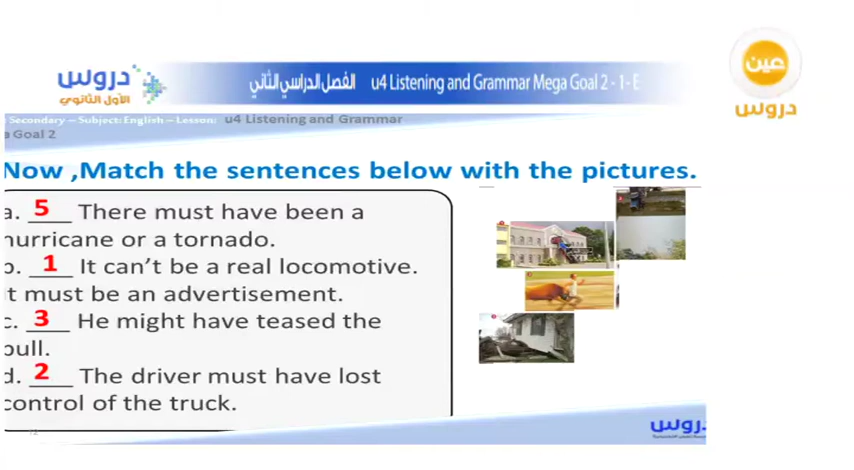 دروس
الأول الثانوي
الفصل الدراسي الثاني
u4 Listening and Grammar Mega Goal 2 - 1- E
عين
دروس
Secondary – Subject: English – Lesson: u4 Listening and Grammar
a Goal 2
Now ,Match the sentences below with the pictures.
a. 5 There must have been a
hurricane or a tornado.
b. 1 It can't be a real locomotive.
It must be an advertisement.
c. 3 He might have teased the
bull.
d. 2 The driver must have lost
control of the truck.
دروس